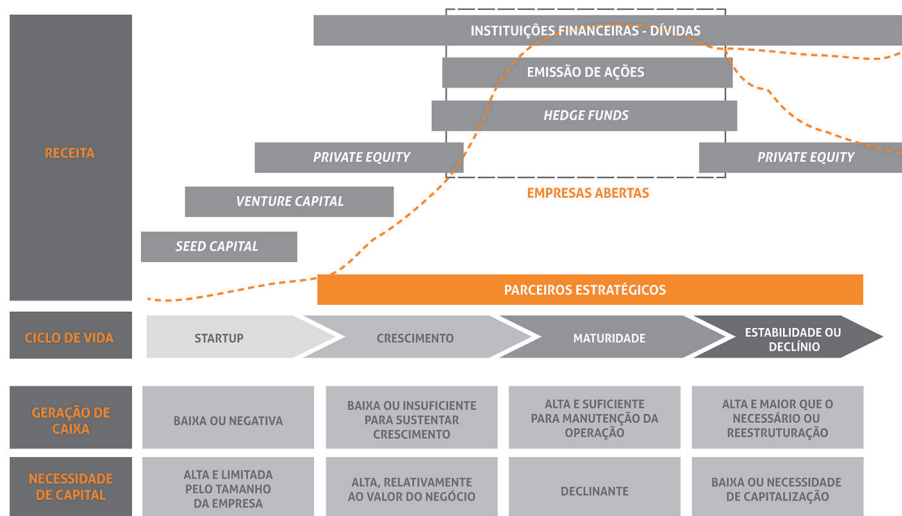 INSTITUIÇÕES FINANCEIRAS - DÍVIDAS
EMISSÃO DE AÇÕES
HEDGE FUNDS
RECEITA
PRIVATE EQUITY
PRIVATE EQUITY
EMPRESAS ABERTAS
VENTURE CAPITAL
SEED CAPITAL
PARCEIROS ESTRATÉGICOS
CICLO DE VIDA
STARTUP
CRESCIMENTO
MATURIDADE
ESTABILIDADE OU
DECLÍNIO
GERAÇÃO DE
CAIXA
BAIXA OU NEGATIVA
BAIXA OU INSUFICIENTE
PARA SUSTENTAR
CRESCIMENTO
ALTA E SUFICIENTE
PARA MANUTENÇÃO DA
OPERAÇÃO
ALTA E MAIOR QUE O
NECESSÁRIO OU
REESTRUTURAÇÃO
NECESSIDADE
DE CAPITAL
ALTA E LIMITADA
PELO TAMANHO
DA EMPRESA
ALTA, RELATIVAMENTE
AO VALOR DO NEGÓCIO
DECLINANTE
BAIXA OU NECESSIDADE
DE CAPITALIZAÇÃO